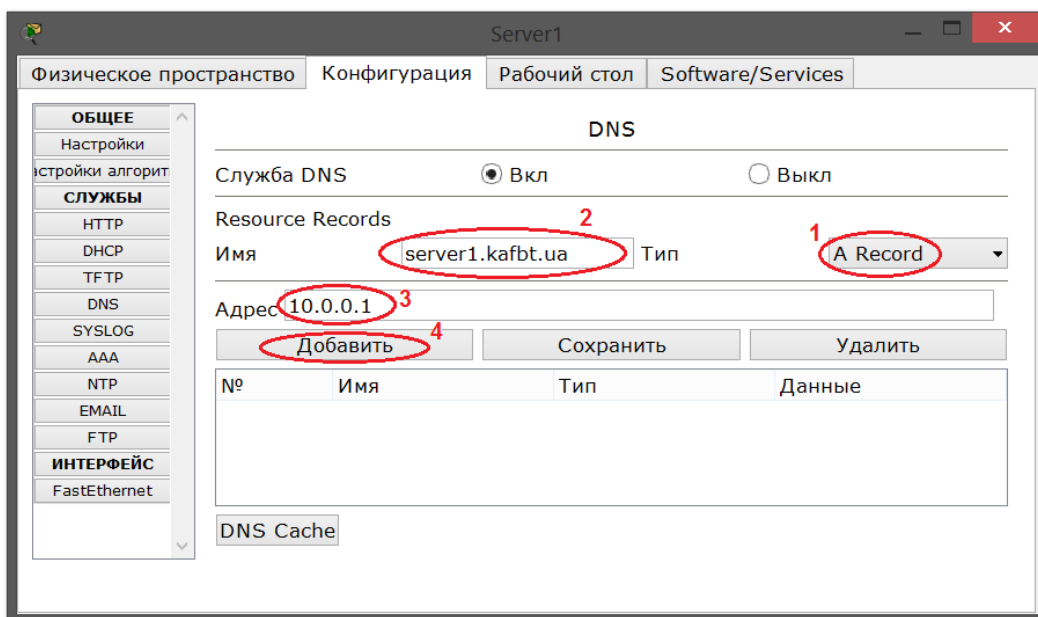 Server1
Физическое пространство Конфигурация Рабочий стол Software/Services
ОБЩЕЕ
Настройки
астройки алгорит
СЛУЖБЫ
HTTP
DHCP
TFTP
DNS
SYSLOG
AAA
NTP
EMAIL
FTP
ИНТЕРФЕЙС
FastEthernet
DNS
Служба DNS Вкл Выкл
Resource Records 2 1
Имя server1.kafbt.ua Тип A Record
Адрес 10.0.0.1 3
4
Добавить Сохранить Удалить
№ Имя Тип Данные
DNS Cache